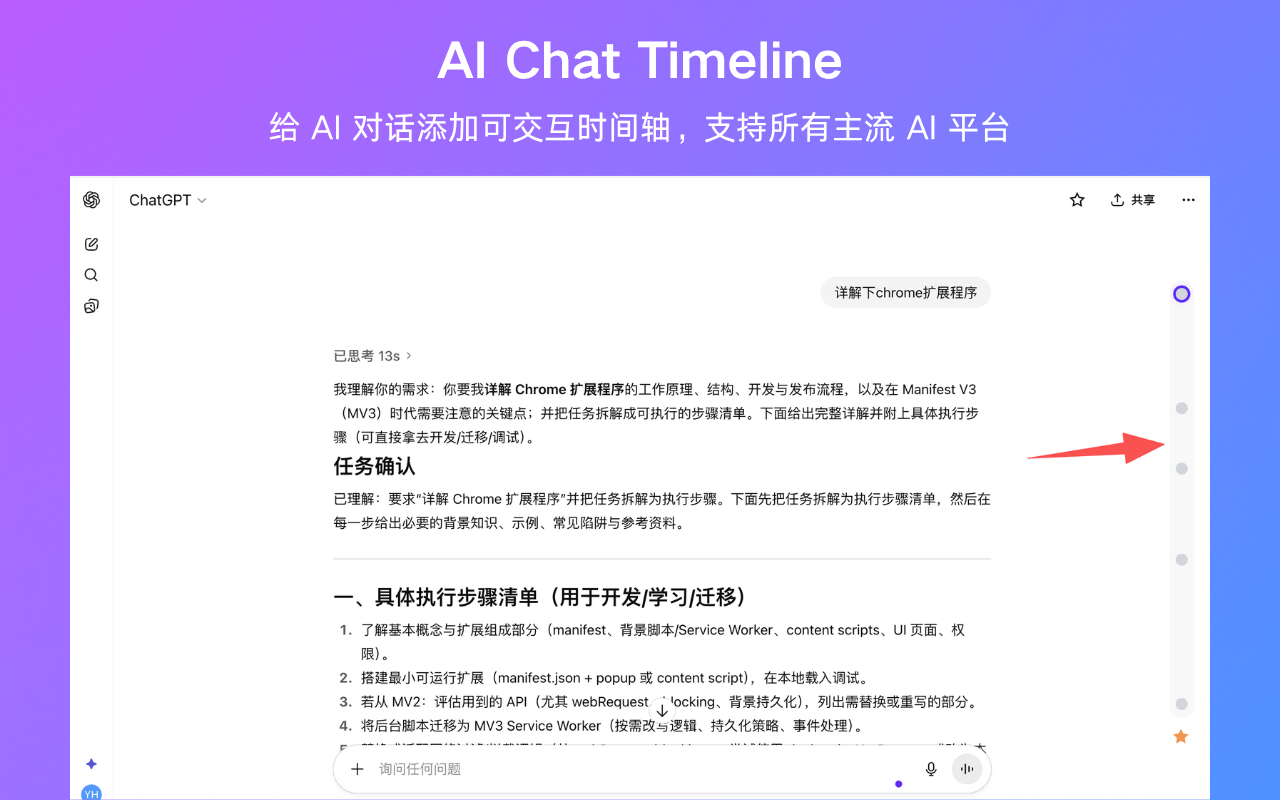 AI Chat Timeline
给 AI 对话添加可交互时间轴，支持所有主流 AI 平台
ChatGPT
共享
详解下chrome扩展程序
已思考 13s
我理解你的需求：你要我详解 Chrome 扩展程序的工作原理、结构、开发与发布流程，以及在 Manifest V3
（MV3）时代需要注意的关键点；并把任务拆解成可执行的步骤清单。下面给出完整详解并附上具体执行步
骤（可直接拿去开发/迁移/调试）。
任务确认
已理解：要求“详解 Chrome 扩展程序”并把任务拆解为执行步骤。下面先把任务拆解为执行步骤清单，然后在
每一步给出必要的背景知识、示例、常见陷阱与参考资料。
一、具体执行步骤清单（用于开发/学习/迁移）
1. 了解基本概念与扩展组成部分（manifest、背景脚本/Service Worker、content scripts、UI 页面、权
限）。
2. 搭建最小可运行扩展（manifest.json + popup 或 content script），在本地载入调试。
3. 若从 MV2：评估用到的 API（尤其 webRequest locking、背景持久化），列出需替换或重写的部分。
4. 将后台脚本迁移为 MV3 Service Worker（按需改写逻辑、持久化策略、事件处理）。
询问任何问题
YH